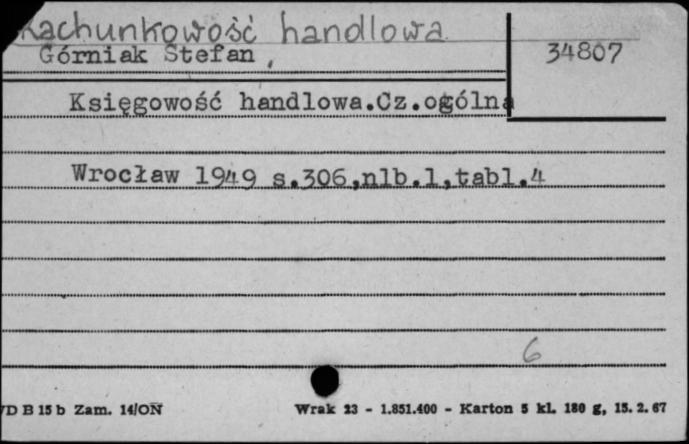 Rachunkowość handlowa
Górniak Stefan,
34807
Księgowość handlowa.Cz.ogólna
Wrocław 1949 s.306,nlb.1,tabl.4
6
/D B 15 b Zam. 14/ON
Wrak 23 - 1.851.400 - Karton 5 kl. 180 g, 15. 2. 67